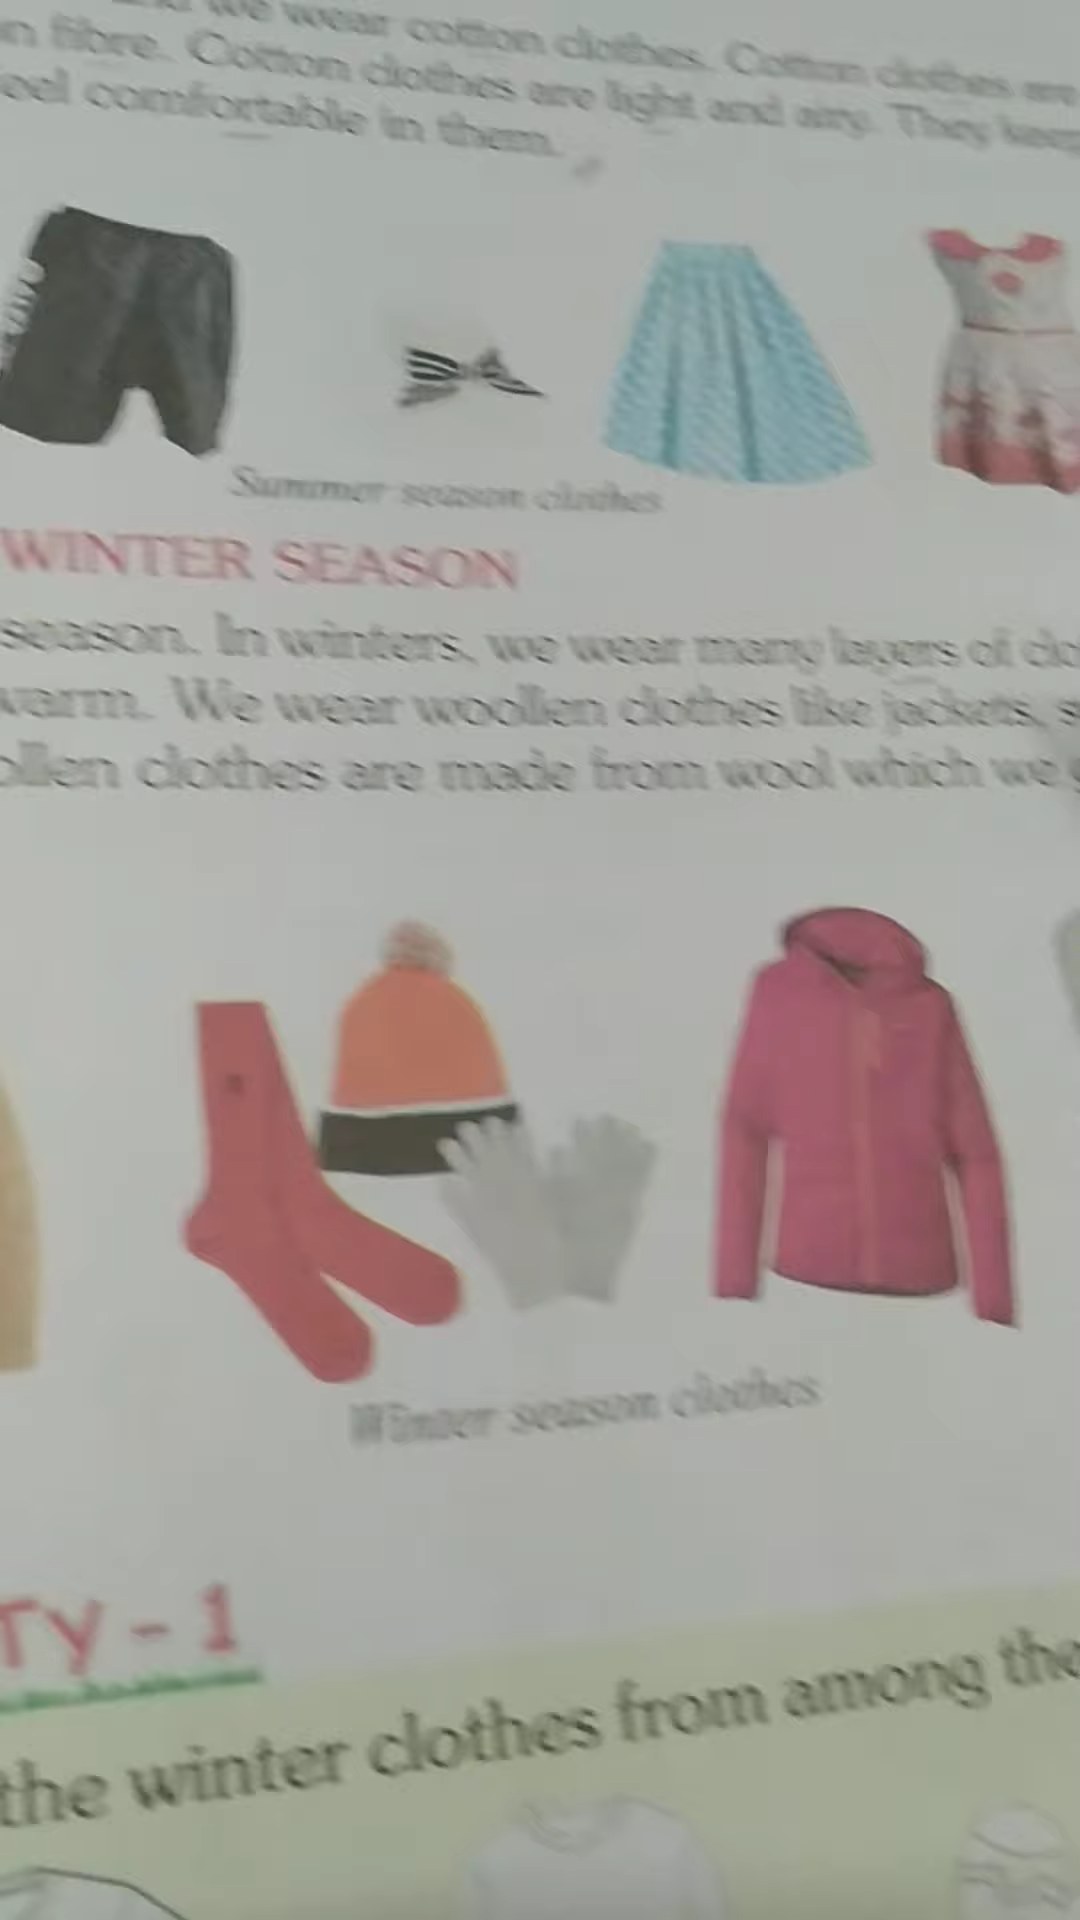 we wear cotton clothes. Cotton clothes are
n fibre. Cotton clothes are light and airy. They keep
eel comfortable in them.
Summer season clothes
WINTER SEASON
season. In winters, we wear many layers of clo
warm. We wear woollen clothes like jackets, s
ollen clothes are made from wool which we
Winter season clothes
TY - 1
the winter clothes from among the